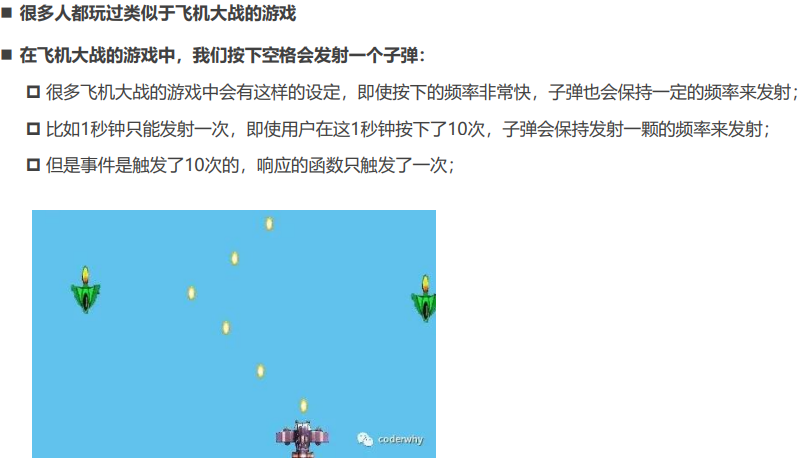 ■ 很多人都玩过类似于飞机大战的游戏
■ 在飞机大战的游戏中，我们按下空格会发射一个子弹：
很多飞机大战的游戏中会有这样的设定，即使按下的频率非常快，子弹也会保持一定的频率来发射；
比如1秒钟只能发射一次，即使用户在这1秒钟按下了10次，子弹会保持发射一颗的频率来发射；
但是事件是触发了10次的，响应的函数只触发了一次；
coderwhy